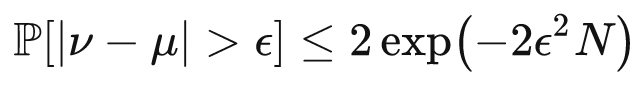 ℙ[|ν − μ| > ϵ] ≤ 2 exp(−2ϵ²N)